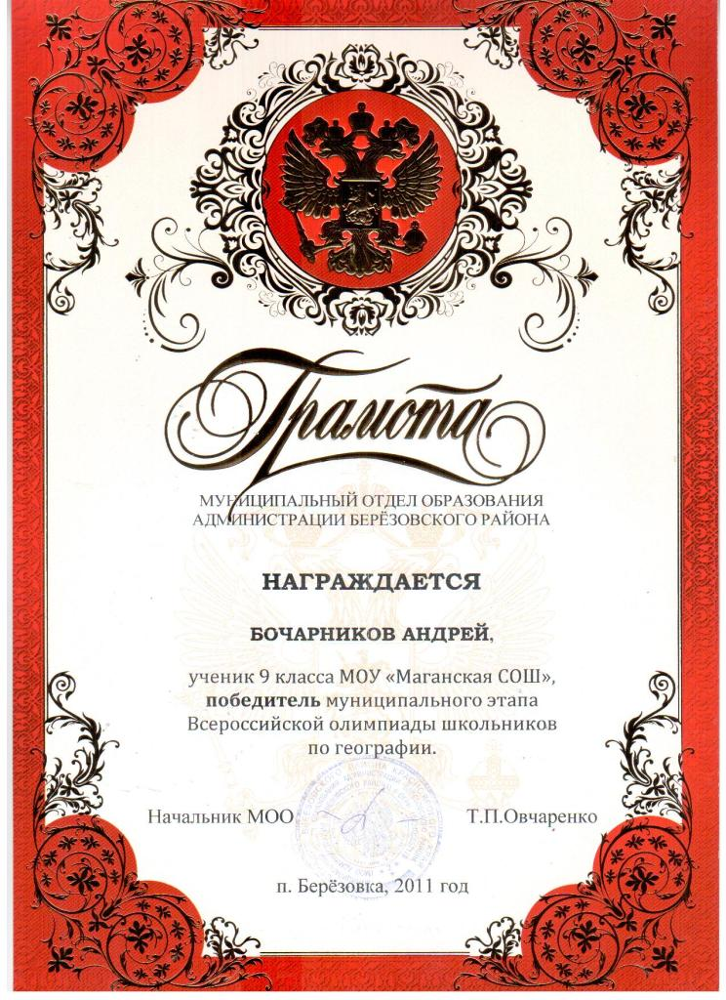 Грамота
МУНИЦИПАЛЬНЫЙ ОТДЕЛ ОБРАЗОВАНИЯ
АДМИНИСТРАЦИИ БЕРЁЗОВСКОГО РАЙОНА
НАГРАЖДАЕТСЯ
БОЧАРНИКОВ АНДРЕЙ,
ученик 9 класса МОУ «Маганская СОШ»,
победитель муниципального этапа
Всероссийской олимпиады школьников
по географии.
Начальник МОО Т.П.Овчаренко
п. Берёзовка, 2011 год